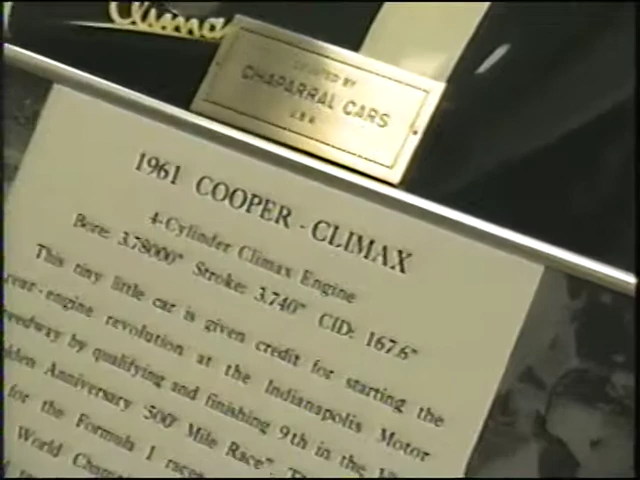 Climax
CHAPARRAL CARS
1961 COOPER - CLIMAX
4-Cylinder Climax Engine
Bore: 3.78000" Stroke: 3.740" CID: 167.6"
This tiny little car is given credit for starting the
rear-engine revolution at the Indianapolis Motor
by qualifying and finishing 9th in the
Anniversary 500 Mile Race".
for the Formula 1
World